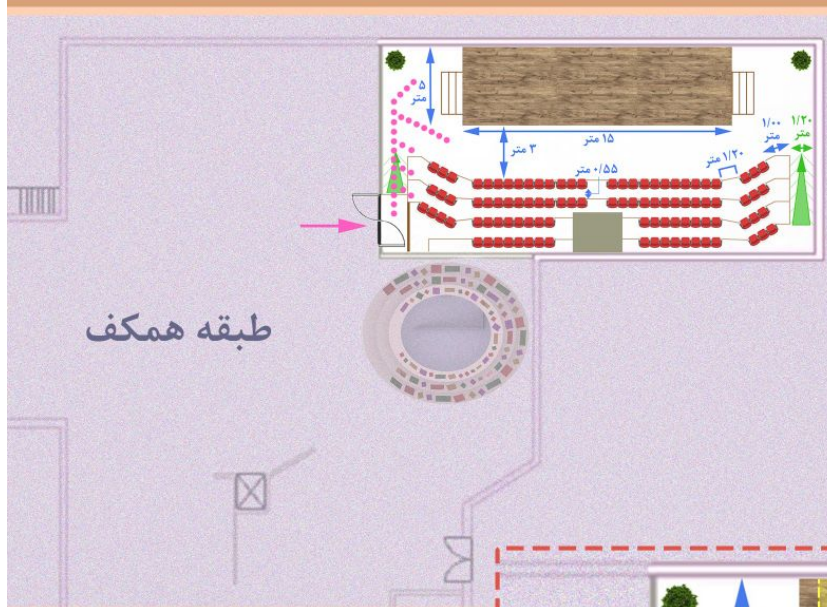 ۵
متر
۱۵ متر
۳ متر
۰/۵۵ متر
۱/۲۰ متر
۱/۰۰
متر
۱/۲۰
متر
طبقه همکف